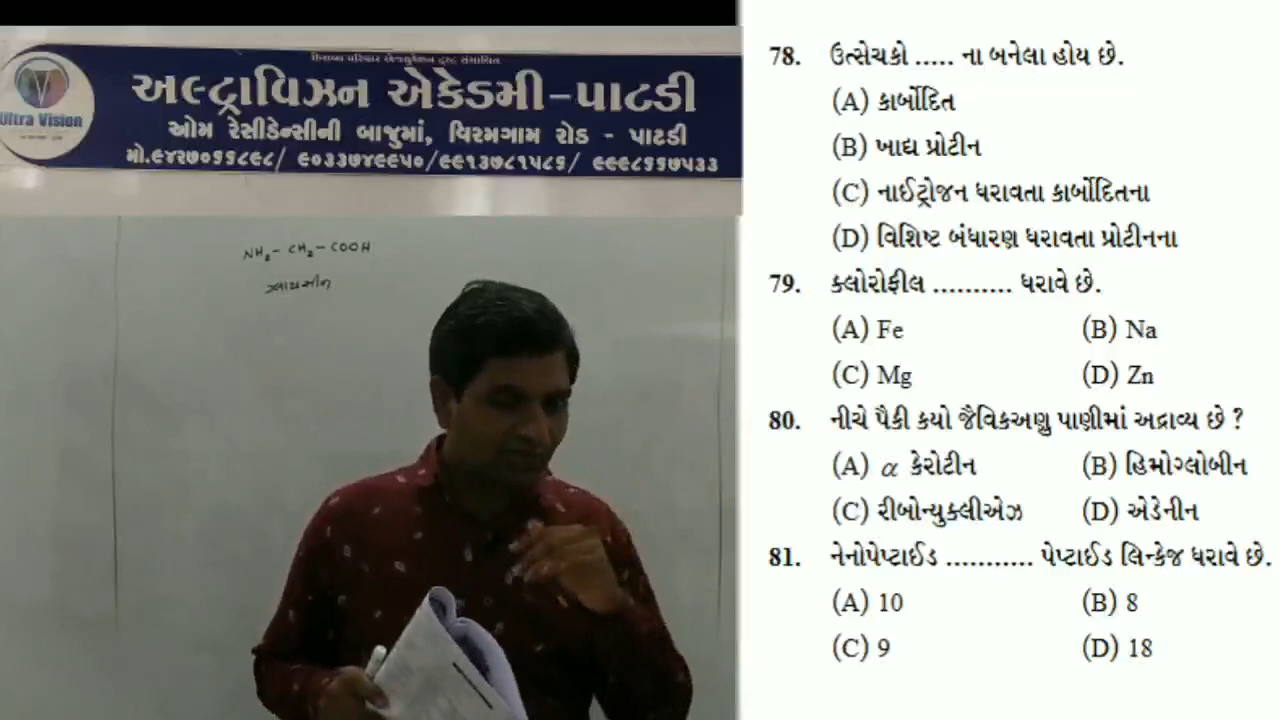 અલ્ટ્રાવિઝન એકેડમી-પાટડી
ઓમ રેસીડેન્સીની બાજુમાં, વિરમગામ રોડ - પાટડી
Ultra Vision
NH₂- CH₂-COOH
ગ્લાયસીન
78. ઉત્સેચકો ..... ના બનેલા હોય છે.
(A) કાર્બોદિત
(B) ખાદ્ય પ્રોટીન
(C) નાઈટ્રોજન ધરાવતા કાર્બોદિતના
(D) વિશિષ્ટ બંધારણ ધરાવતા પ્રોટીનના
79. ક્લોરોફીલ .......... ધરાવે છે.
(A) Fe (B) Na
(C) Mg (D) Zn
80. નીચે પૈકી કયો જૈવિકઅણુ પાણીમાં અદ્રાવ્ય છે ?
(A) α કેરોટીન (B) હિમોગ્લોબીન
(C) રીબોન્યુક્લીએઝ (D) એડેનીન
81. નેનોપેપ્ટાઈડ ........... પેપ્ટાઈડ લિન્કેજ ધરાવે છે.
(A) 10 (B) 8
(C) 9 (D) 18